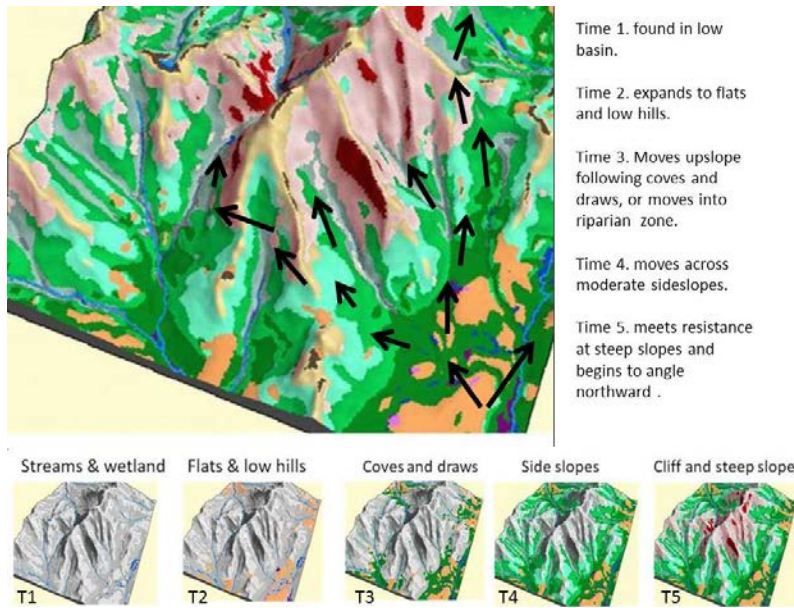 Time 1. found in low
basin.
Time 2. expands to flats
and low hills.
Time 3. Moves upslope
following coves and
draws, or moves into
riparian zone.
Time 4. moves across
moderate sideslopes.
Time 5. meets resistance
at steep slopes and
begins to angle
northward .
Streams & wetland
Flats & low hills
Coves and draws
Side slopes
Cliff and steep slope
T1
T2
T3
T4
T5